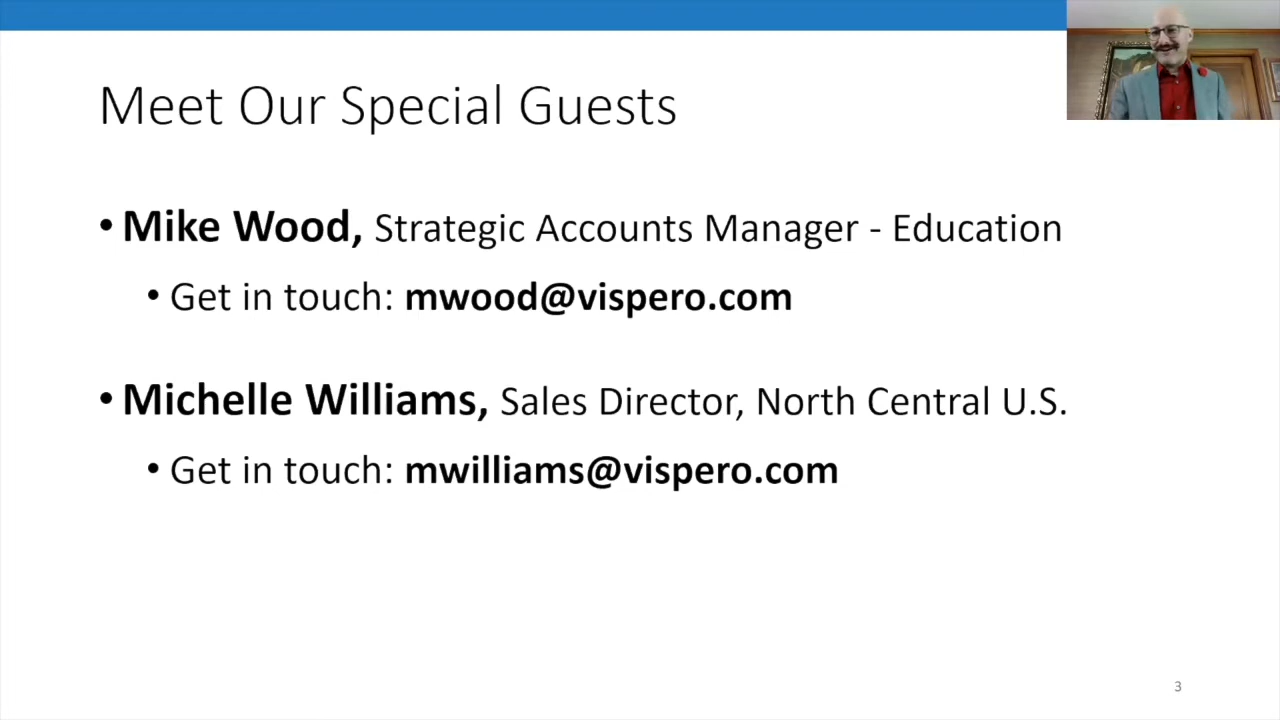 Meet Our Special Guests
• Mike Wood, Strategic Accounts Manager - Education
• Get in touch: mwood@vispero.com
• Michelle Williams, Sales Director, North Central U.S.
• Get in touch: mwilliams@vispero.com
3